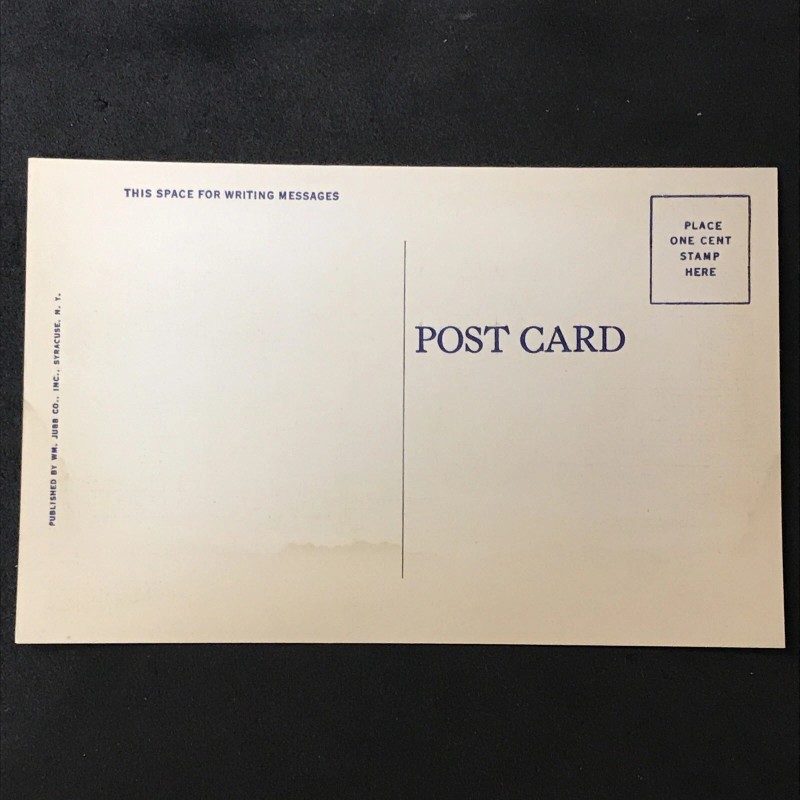 THIS SPACE FOR WRITING MESSAGES
PLACE
ONE CENT
STAMP
HERE
POST CARD
PUBLISHED BY WM. JUBB CO., INC., SYRACUSE, N. Y.